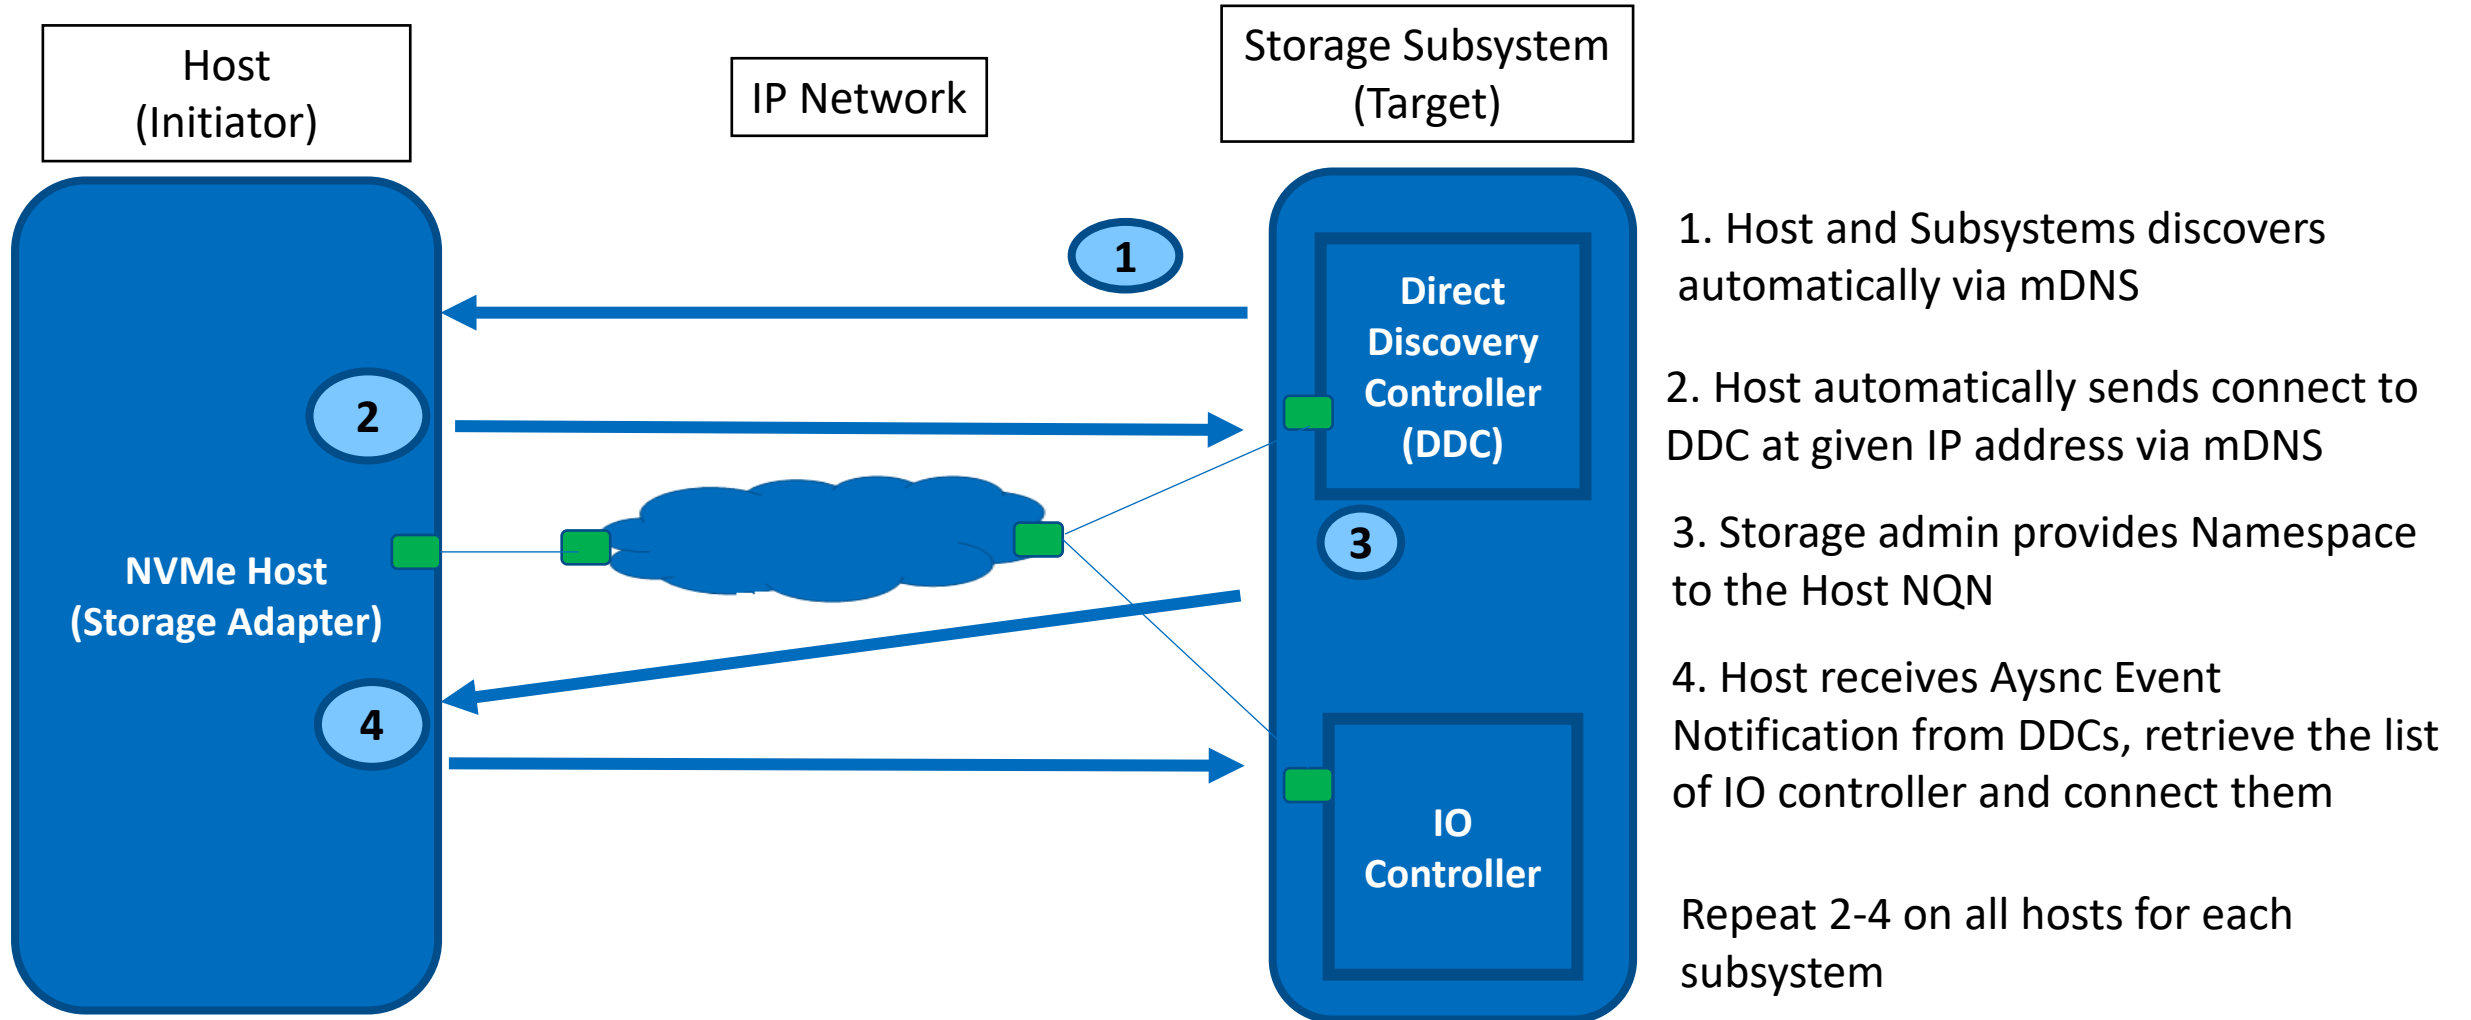 Host
(Initiator)
IP Network
Storage Subsystem
(Target)
1
2
NVMe Host
(Storage Adapter)
4
Direct
Discovery
Controller
(DDC)
3
IO
Controller
1. Host and Subsystems discovers
automatically via mDNS
2. Host automatically sends connect to
DDC at given IP address via mDNS
3. Storage admin provides Namespace
to the Host NQN
4. Host receives Aysnc Event
Notification from DDCs, retrieve the list
of IO controller and connect them
Repeat 2-4 on all hosts for each
subsystem